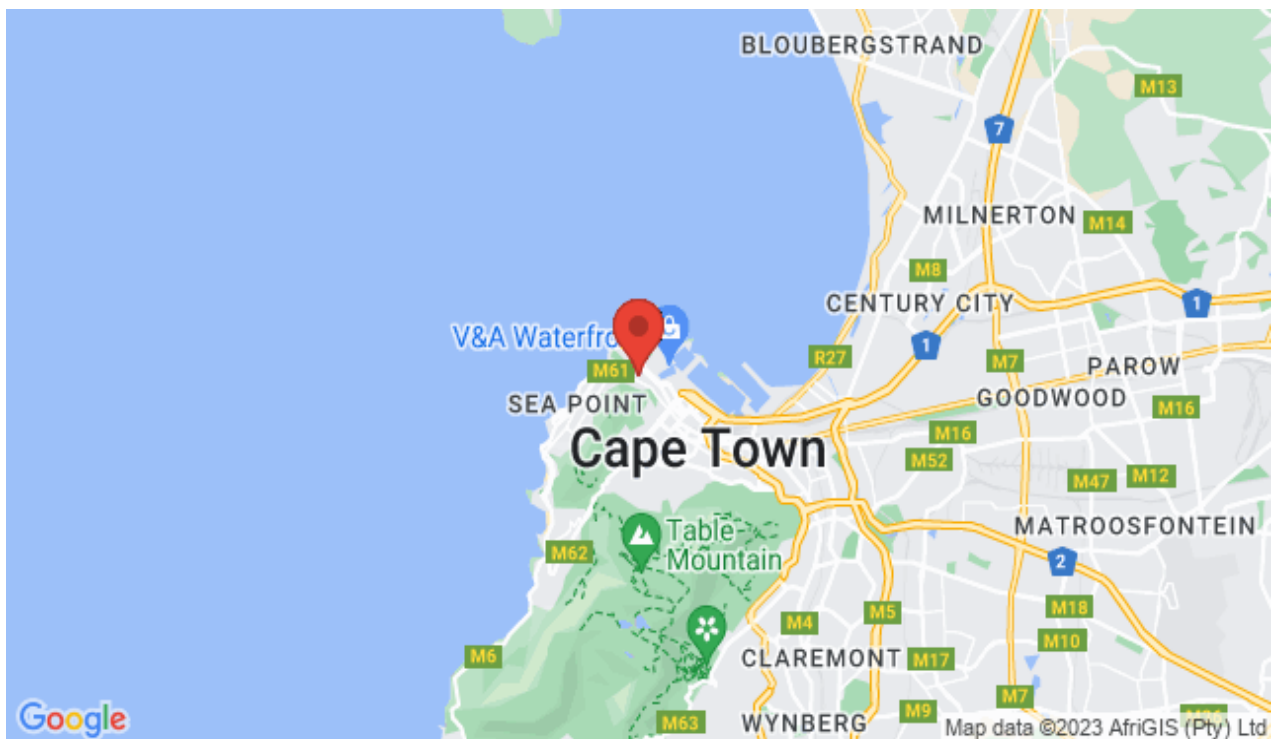 BLOUBERGSTRAND
M13
7
MILNERTON
M14
M8
CENTURY CITY
1
V&A Waterfro
1
R27
M7
M61
PAROW
SEA POINT
GOODWOOD
M16
Cape Town
M16
M52
M47
M12
MATROOSFONTEIN
Table
Mountain
M62
2
M18
M4
M5
M10
M6
CLAREMONT
M17
M7
Google
M63
WYNBERG
M9
Map data ©2023 AfriGIS (Pty) Ltd